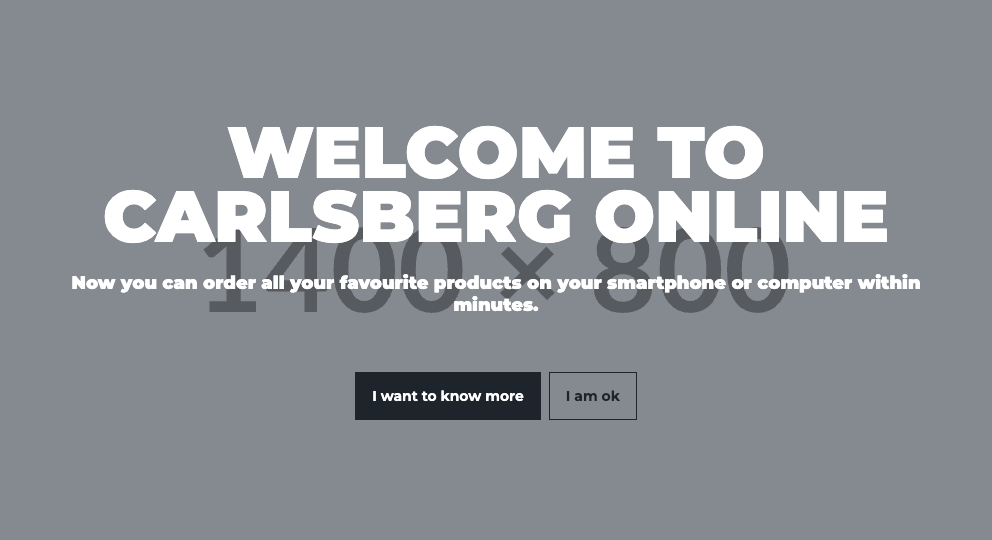 WELCOME TO
CARLSBERG ONLINE
1400 × 800
Now you can order all your favourite products on your smartphone or computer within
minutes.
I want to know more
I am ok